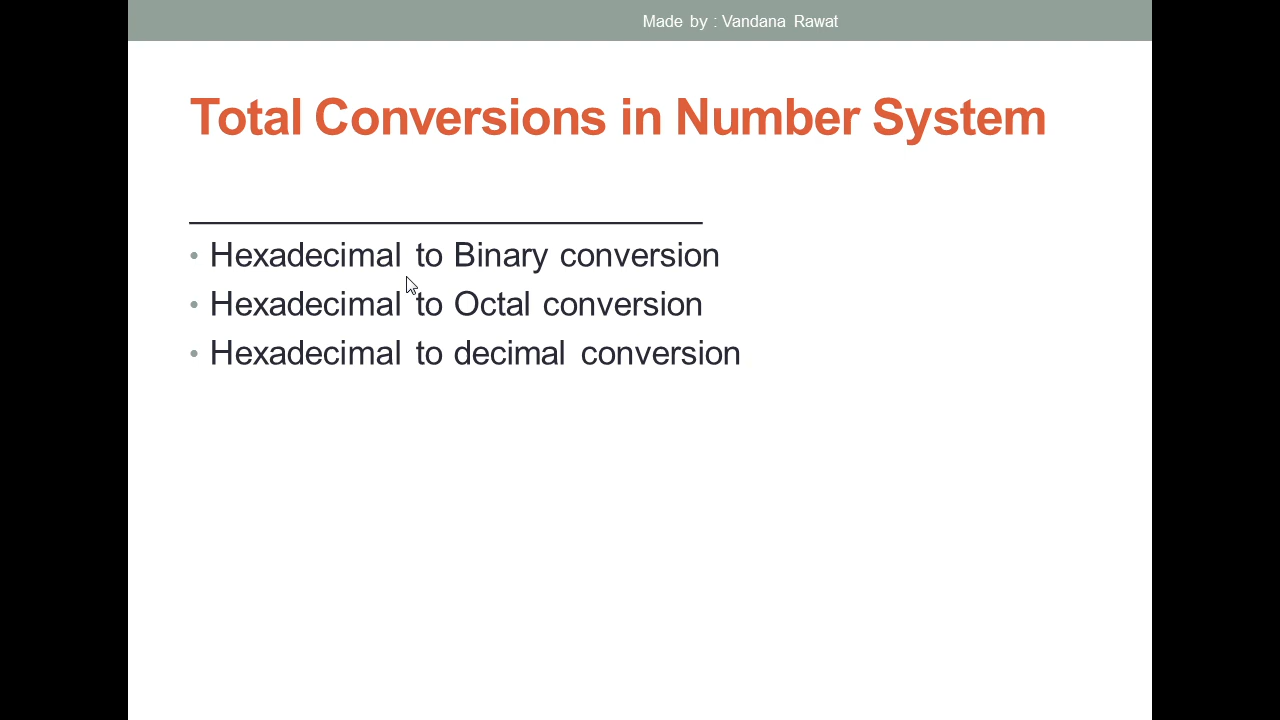 Made by : Vandana Rawat
Total Conversions in Number System
• Hexadecimal to Binary conversion
• Hexadecimal to Octal conversion
• Hexadecimal to decimal conversion